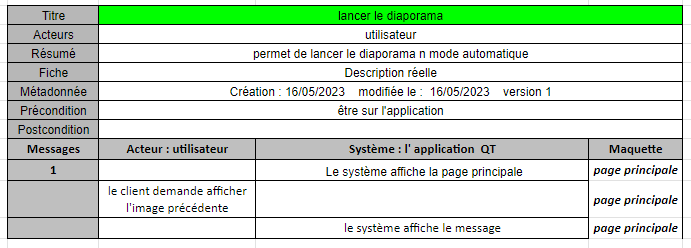 Titre lancer le diaporama
Acteurs utilisateur
Résumé permet de lancer le diaporama n mode automatique
Fiche Description réelle
Métadonnée Création : 16/05/2023 modifiée le : 16/05/2023 version 1
Précondition être sur l'application
Postcondition
Messages Acteur : utilisateur Système : l' application QT Maquette
1 Le système affiche la page principale page principale
le client demande afficher
l'image précédente page principale
le système affiche le message page principale